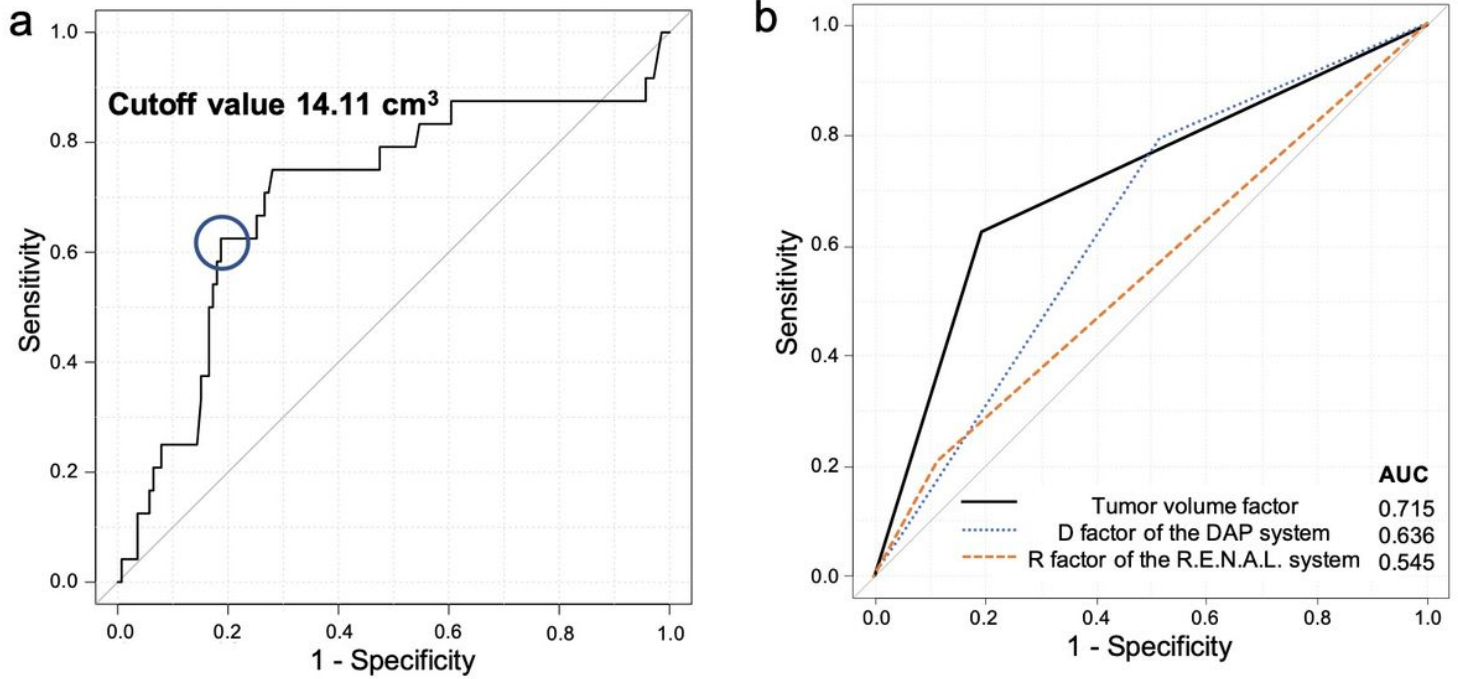 a
Cutoff value 14.11 cm³
Sensitivity
1.0
0.8
0.6
0.4
0.2
0.0
0.0 0.2 0.4 0.6 0.8 1.0
1 - Specificity
b
Sensitivity
1.0
0.8
0.6
0.4
0.2
0.0
AUC
Tumor volume factor 0.715
D factor of the DAP system 0.636
R factor of the R.E.N.A.L. system 0.545
0.0 0.2 0.4 0.6 0.8 1.0
1 - Specificity